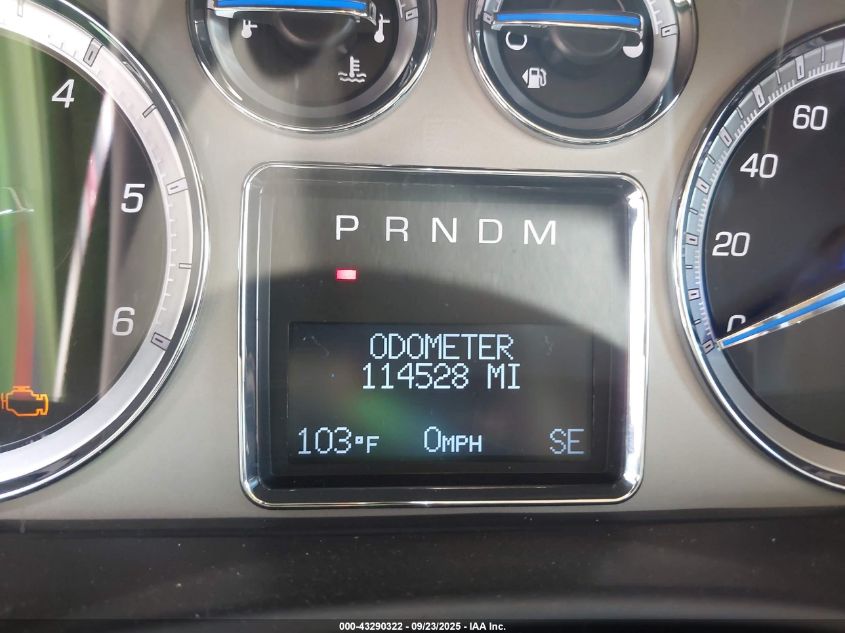 4
5
6
60
40
20
0
P R N D M
ODOMETER
114528 MI
103°F 0MPH SE
000-43290322 - 09/23/2025 - IAA Inc.